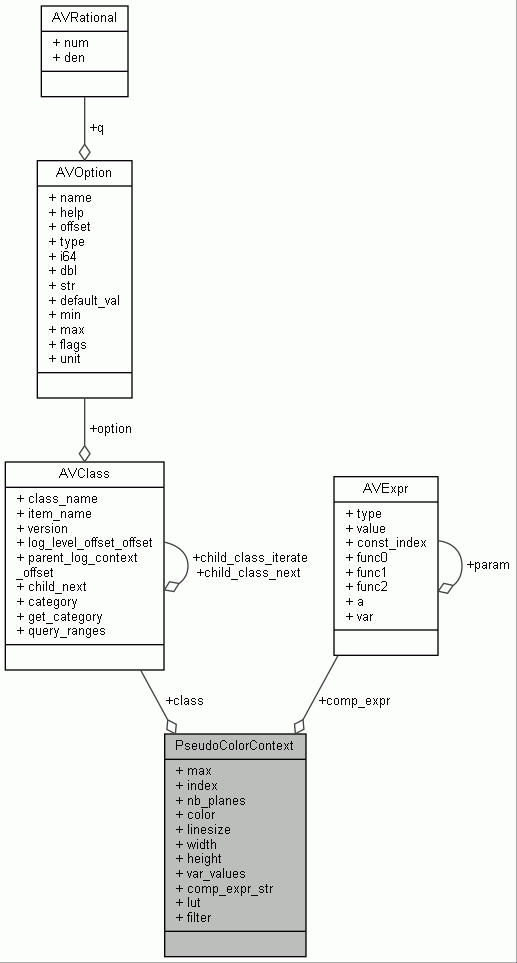 AVRational
+ num
+ den
+q
AVOption
+ name
+ help
+ offset
+ type
+ i64
+ dbl
+ str
+ default_val
+ min
+ max
+ flags
+ unit
+option
AVClass
+ class_name
+ item_name
+ version
+ log_level_offset_offset
+ parent_log_context
_offset
+ child_next
+ category
+ get_category
+ query_ranges
+child_class_iterate
+child_class_next
AVExpr
+ type
+ value
+ const_index
+ func0
+ func1
+ func2
+ a
+ var
+param
+class
+comp_expr
PseudoColorContext
+ max
+ index
+ nb_planes
+ color
+ linesize
+ width
+ height
+ var_values
+ comp_expr_str
+ lut
+ filter